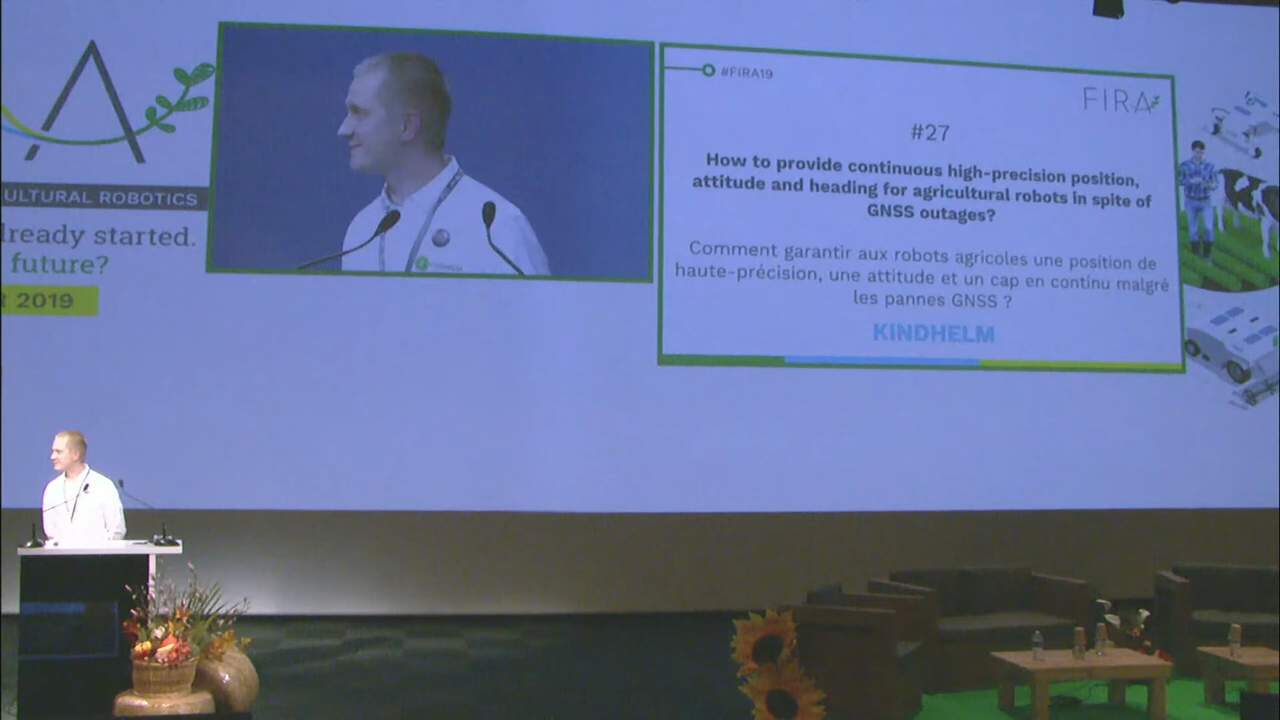 CULTURAL ROBOTICS
lready started.
future?
R 2019
#FIRA19
FIRA
#27
How to provide continuous high-precision position,
attitude and heading for agricultural robots in spite of
GNSS outages?
Comment garantir aux robots agricoles une position de
haute-précision, une attitude et un cap en continu malgré
les pannes GNSS ?
KINDHELM